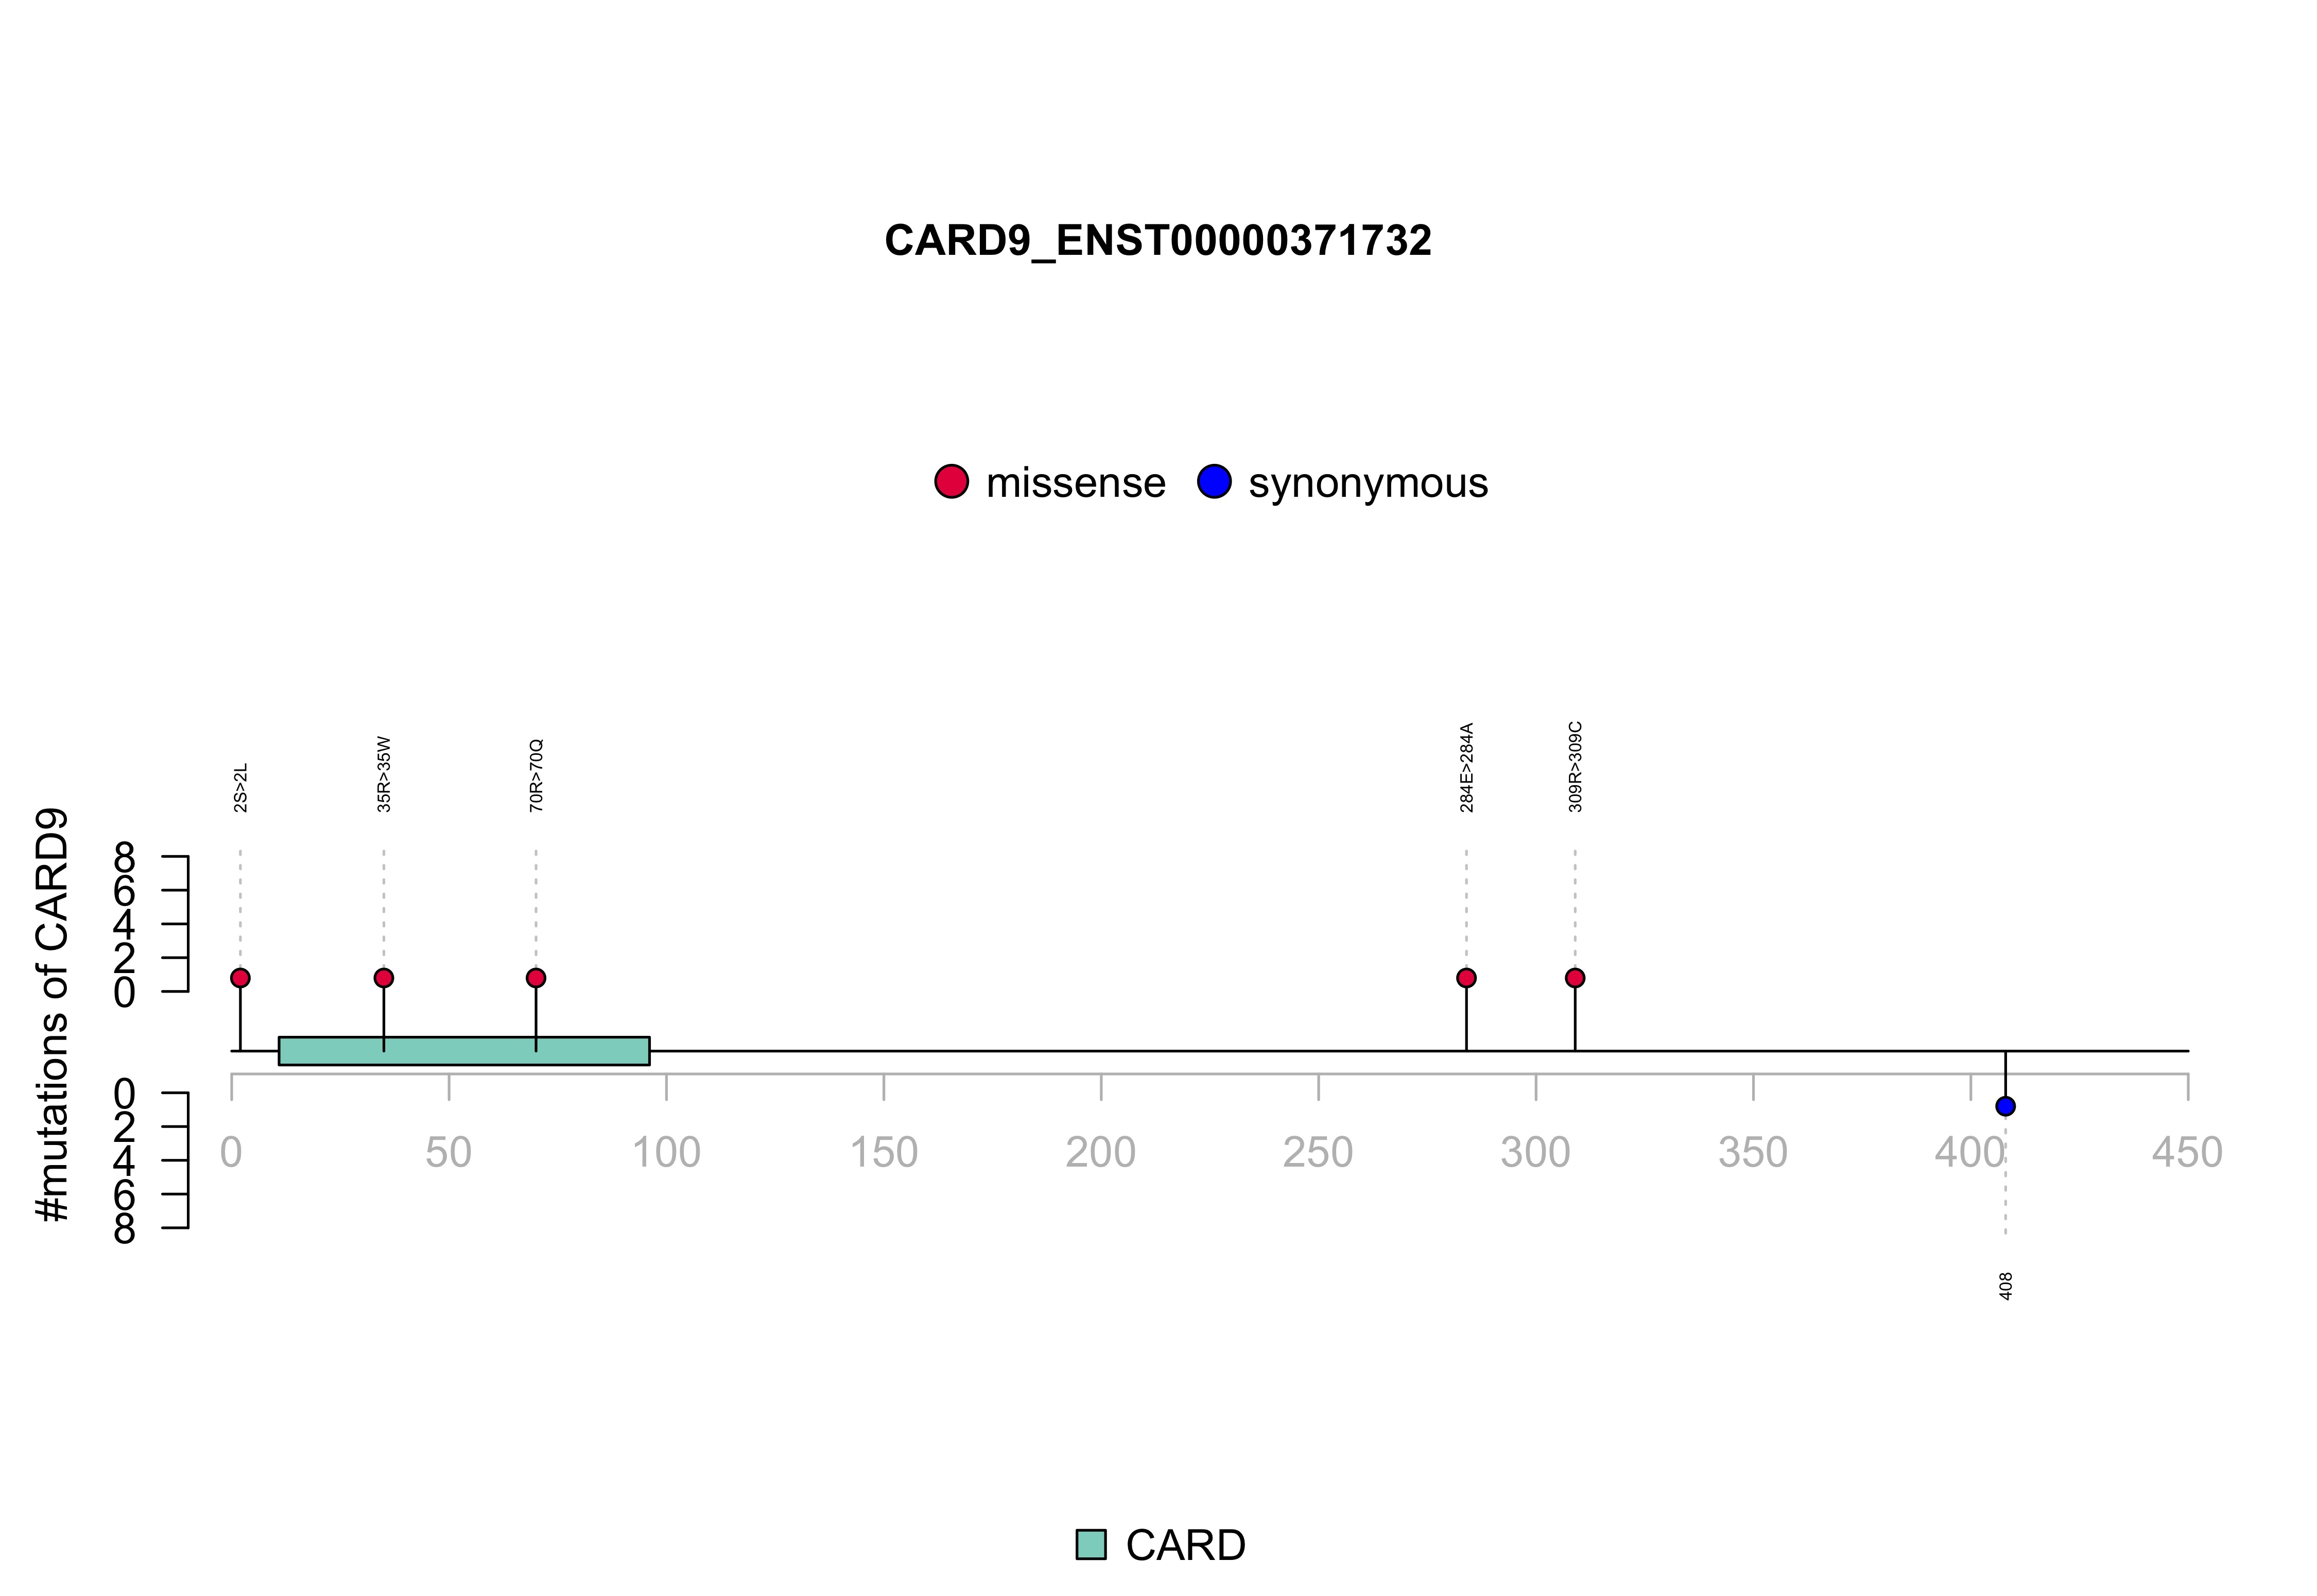 CARD9_ENST00000371732
missense synonymous
2S>2L
35R>35W
70R>70Q
284E>284A
309R>309C
#mutations of CARD9
8
6
4
2
0
0
2
4
6
8
0 50 100 150 200 250 300 350 400 450
408
CARD